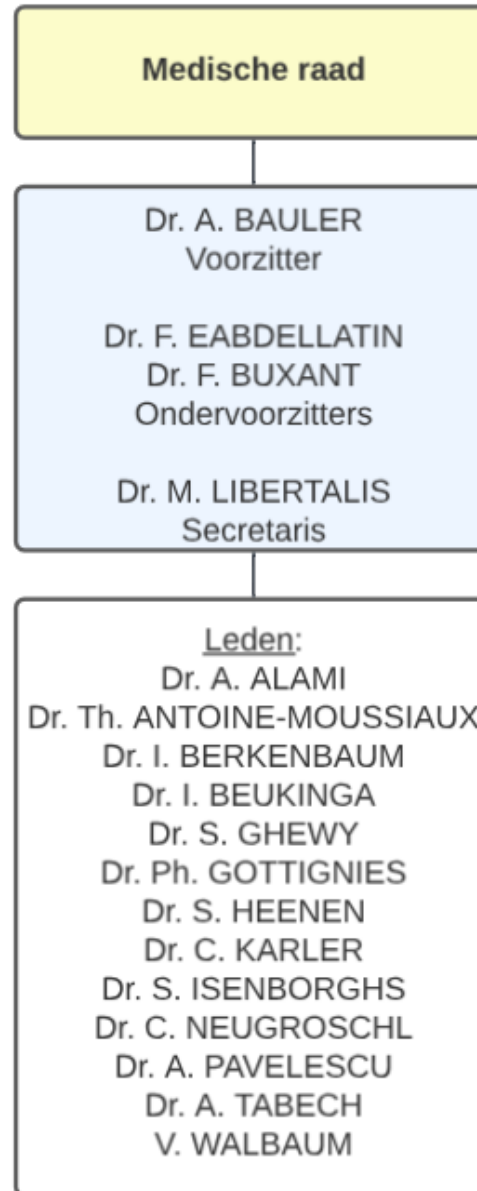 Medische raad
Dr. A. BAULER
Voorzitter
Dr. F. EABDELLATIN
Dr. F. BUXANT
Ondervoorzitters
Dr. M. LIBERTALIS
Secretaris
Leden:
Dr. A. ALAMI
Dr. Th. ANTOINE-MOUSSIAUX
Dr. I. BERKENBAUM
Dr. I. BEUKINGA
Dr. S. GHEWY
Dr. Ph. GOTTIGNIES
Dr. S. HEENEN
Dr. C. KARLER
Dr. S. ISENBORGHS
Dr. C. NEUGROSCHL
Dr. A. PAVELESCU
Dr. A. TABECH
V. WALBAUM